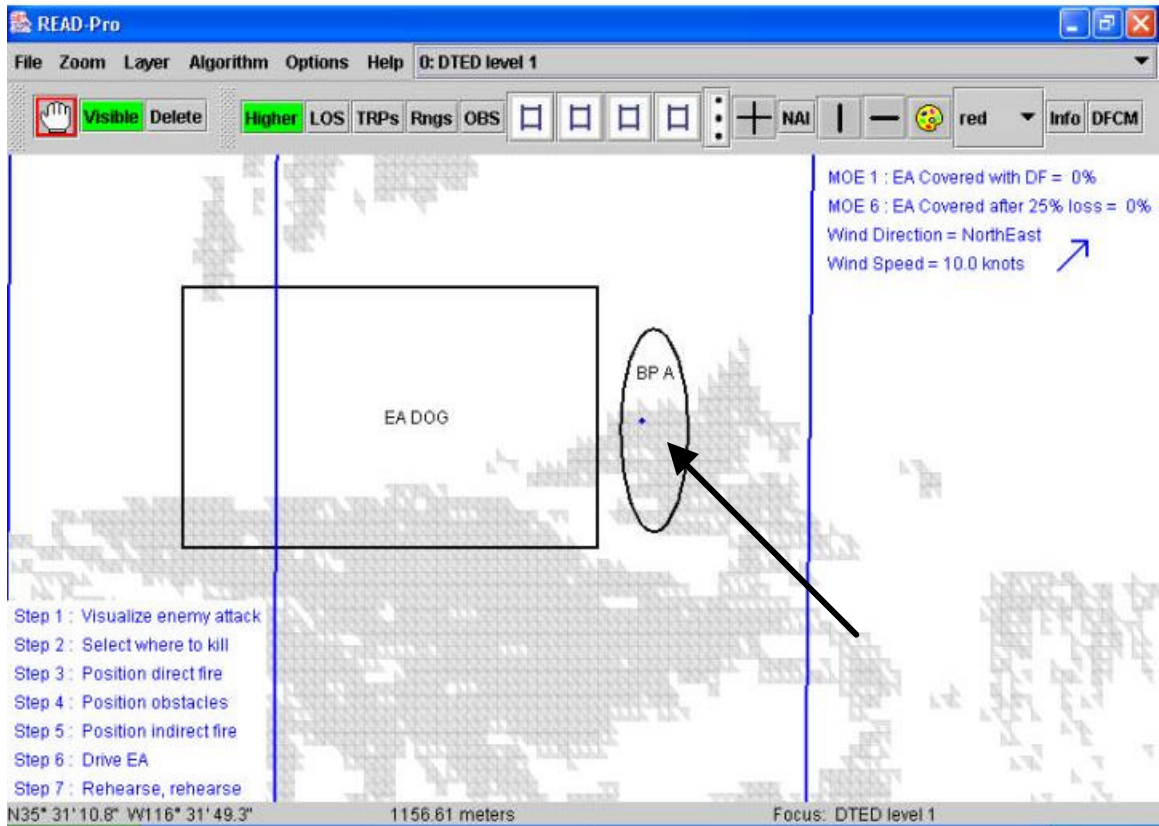 READ-Pro
File Zoom Layer Algorithm Options Help 0: DTED level 1
Visible Delete Higher LOS TRPs Rngs OBS NAI red Info DFCM
MOE 1 : EA Covered with DF = 0%
MOE 6 : EA Covered after 25% loss = 0%
Wind Direction = NorthEast
Wind Speed = 10.0 knots
BP A
EA DOG
Step 1 : Visualize enemy attack
Step 2 : Select where to kill
Step 3 : Position direct fire
Step 4 : Position obstacles
Step 5 : Position indirect fire
Step 6 : Drive EA
Step 7 : Rehearse, rehearse
N35° 31'10.8" W116° 31'49.3" 1156.61 meters Focus: DTED level 1